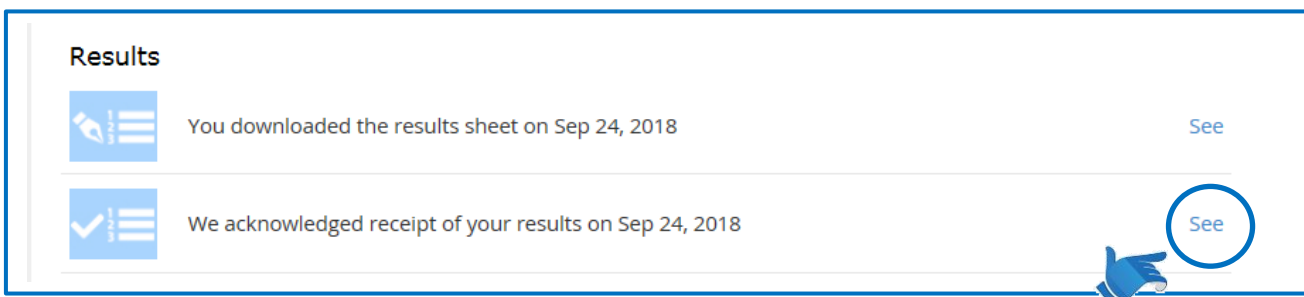 Results
You downloaded the results sheet on Sep 24, 2018 See
We acknowledged receipt of your results on Sep 24, 2018 See